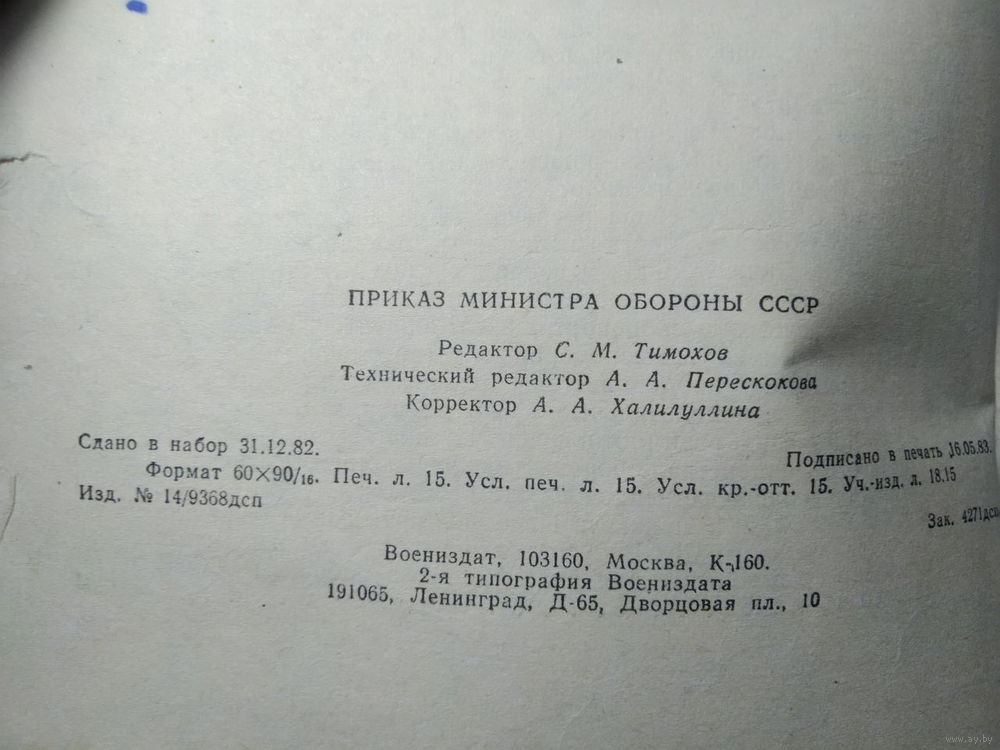 ПРИКАЗ МИНИСТРА ОБОРОНЫ СССР
Редактор С. М. Тимохов
Технический редактор А. А. Перескокова
Корректор А. А. Халилуллина
Сдано в набор 31.12.82. Подписано в печать 16.05.83.
Формат 60×90/16. Печ. л. 15. Усл. печ. л. 15. Усл. кр.-отт. 15. Уч.-изд. л. 18.15
Изд. № 14/9368дсп Зак. 4271дсп
Воениздат, 103160, Москва, К-160.
2-я типография Воениздата
191065, Ленинград, Д-65, Дворцовая пл., 10
www.ay.by